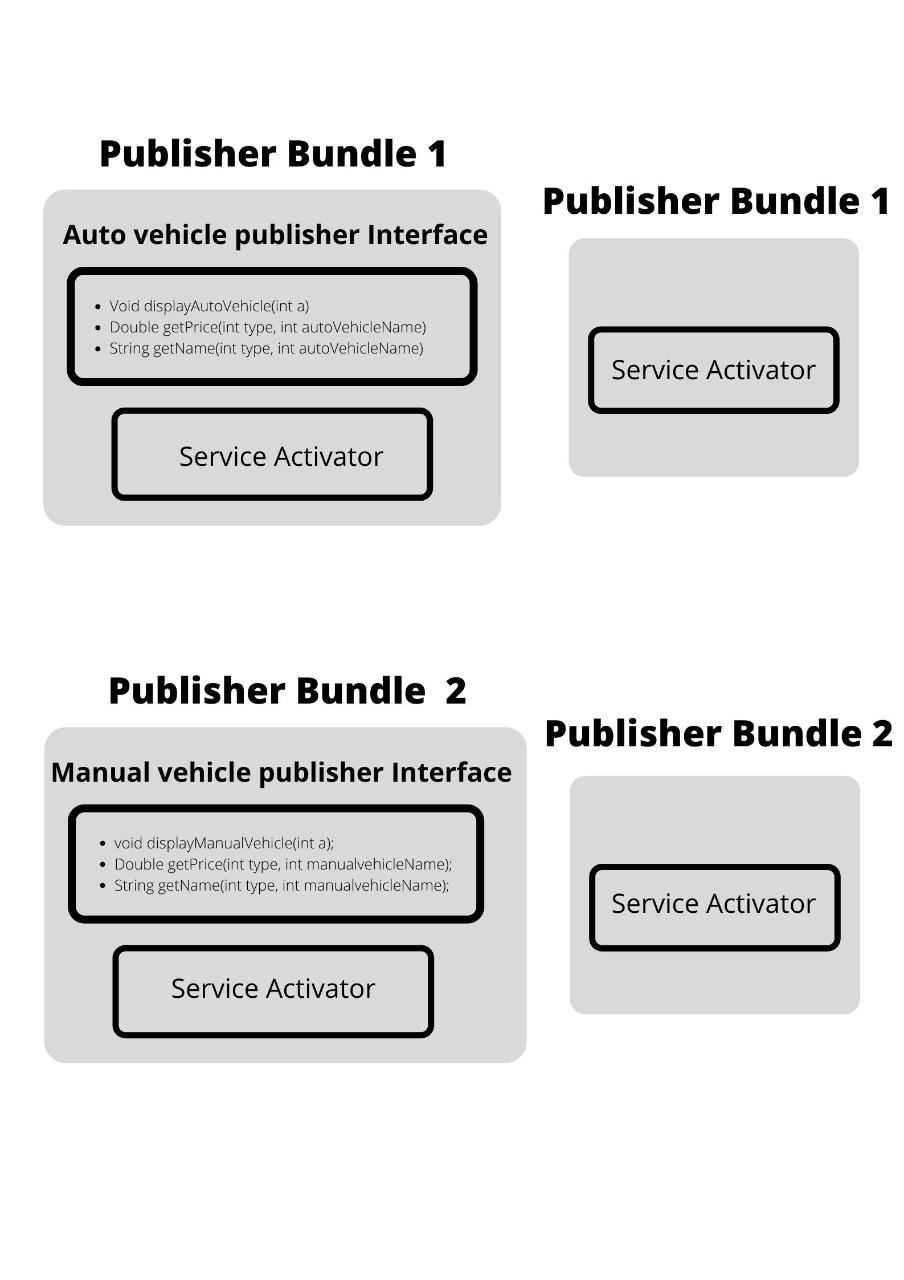 Publisher Bundle 1
Auto vehicle publisher Interface
• Void displayAutoVehicle(int a)
• Double getPrice(int type, int autoVehicleName)
• String getName(int type, int autoVehicleName)
Service Activator
Publisher Bundle 1
Service Activator
Publisher Bundle 2
Manual vehicle publisher Interface
• void displayManualVehicle(int a);
• Double getPrice(int type, int manualvehicleName);
• String getName(int type, int manualvehicleName);
Service Activator
Publisher Bundle 2
Service Activator